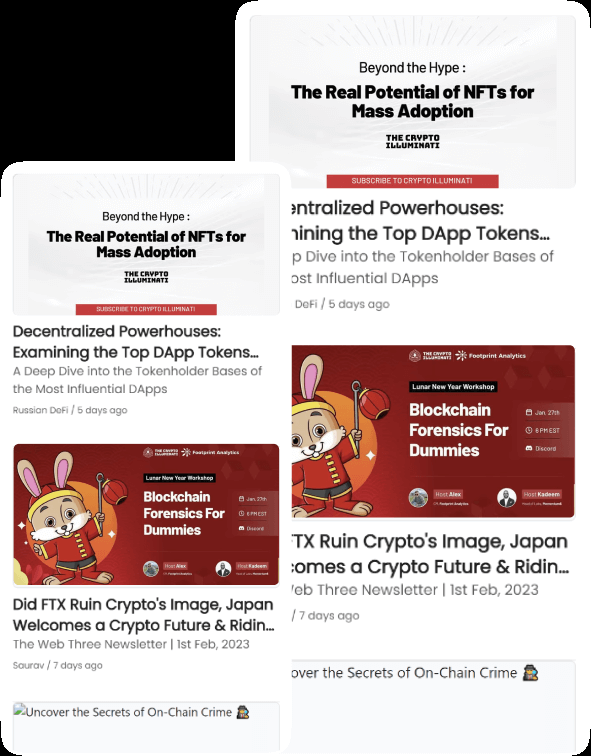 Beyond the Hype :
The Real Potential of NFTs for
Mass Adoption
THE CRYPTO
ILLUMINATI
SUBSCRIBE TO CRYPTO ILLUMINATI
Decentralized Powerhouses:
Examining the Top DApp Tokens...
A Deep Dive into the Tokenholder Bases of
the Most Influential DApps
Russian DeFi / 5 days ago
THE CRYPTO
ILLUMINATI
Footprint Analytics
Lunar New Year Workshop
Blockchain
Forensics For
Dummies
Jan. 27th
6 PM EST
Discord
Host Alex
Host Kadeem
Did FTX Ruin Crypto's Image, Japan
Welcomes a Crypto Future & Ridin...
The Web Three Newsletter | 1st Feb, 2023
Saurav / 7 days ago
Uncover the Secrets of On-Chain Crime
Beyond the Hype :
The Real Potential of NFTs for
Mass Adoption
THE CRYPTO
ILLUMINATI
SUBSCRIBE TO CRYPTO ILLUMINATI
entralized Powerhouses:
ining the Top DApp Tokens...
p Dive into the Tokenholder Bases of
ost Influential DApps
DeFi / 5 days ago
THE CRYPTO
ILLUMINATI
Footprint Analytics
Lunar New Year Workshop
Blockchain
Forensics For
Dummies
Jan. 27th
6 PM EST
Discord
Host Alex
Host Kadeem
FTX Ruin Crypto's Image, Japan
comes a Crypto Future & Ridin...
Web Three Newsletter | 1st Feb, 2023
/ 7 days ago
over the Secrets of On-Chain Crime